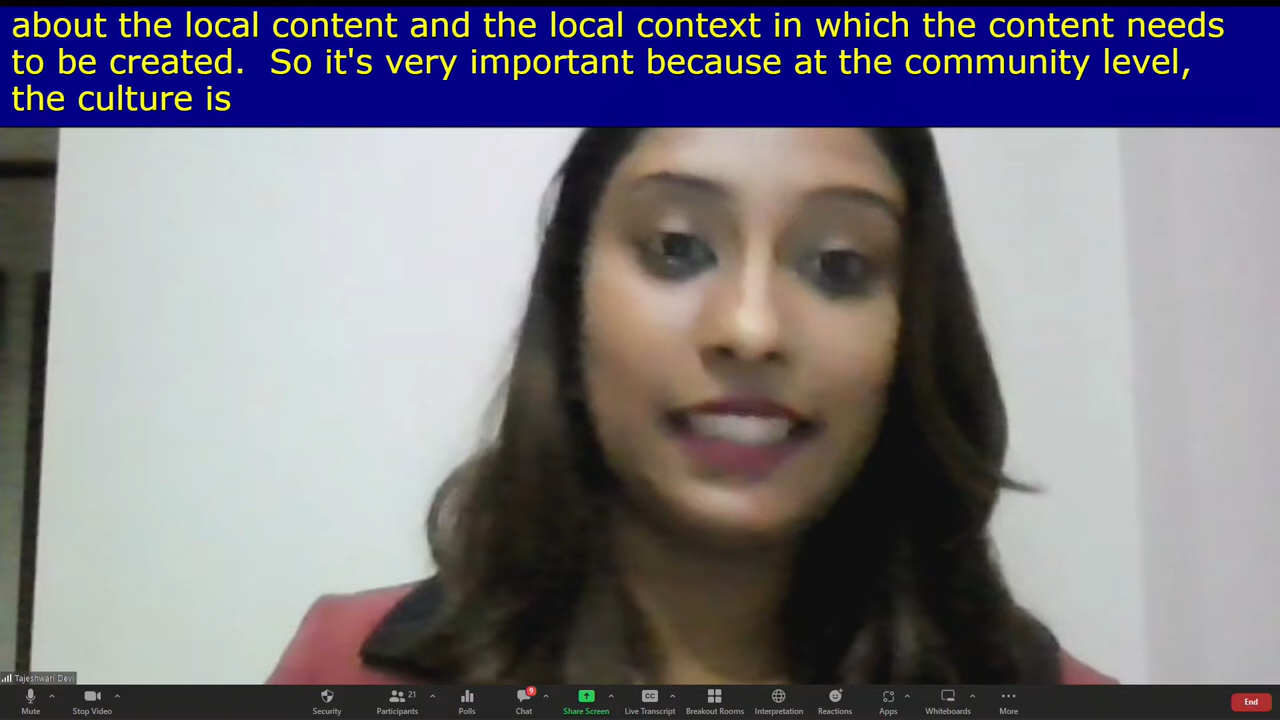 about the local content and the local context in which the content needs
to be created.  So it's very important because at the community level,
the culture is
Tajeshwari Devi
Mute
Stop Video
Security
Participants
21
Polls
Chat
9
Share Screen
CC
Live Transcript
Breakout Rooms
Interpretation
Reactions
Apps
Whiteboards
More
End